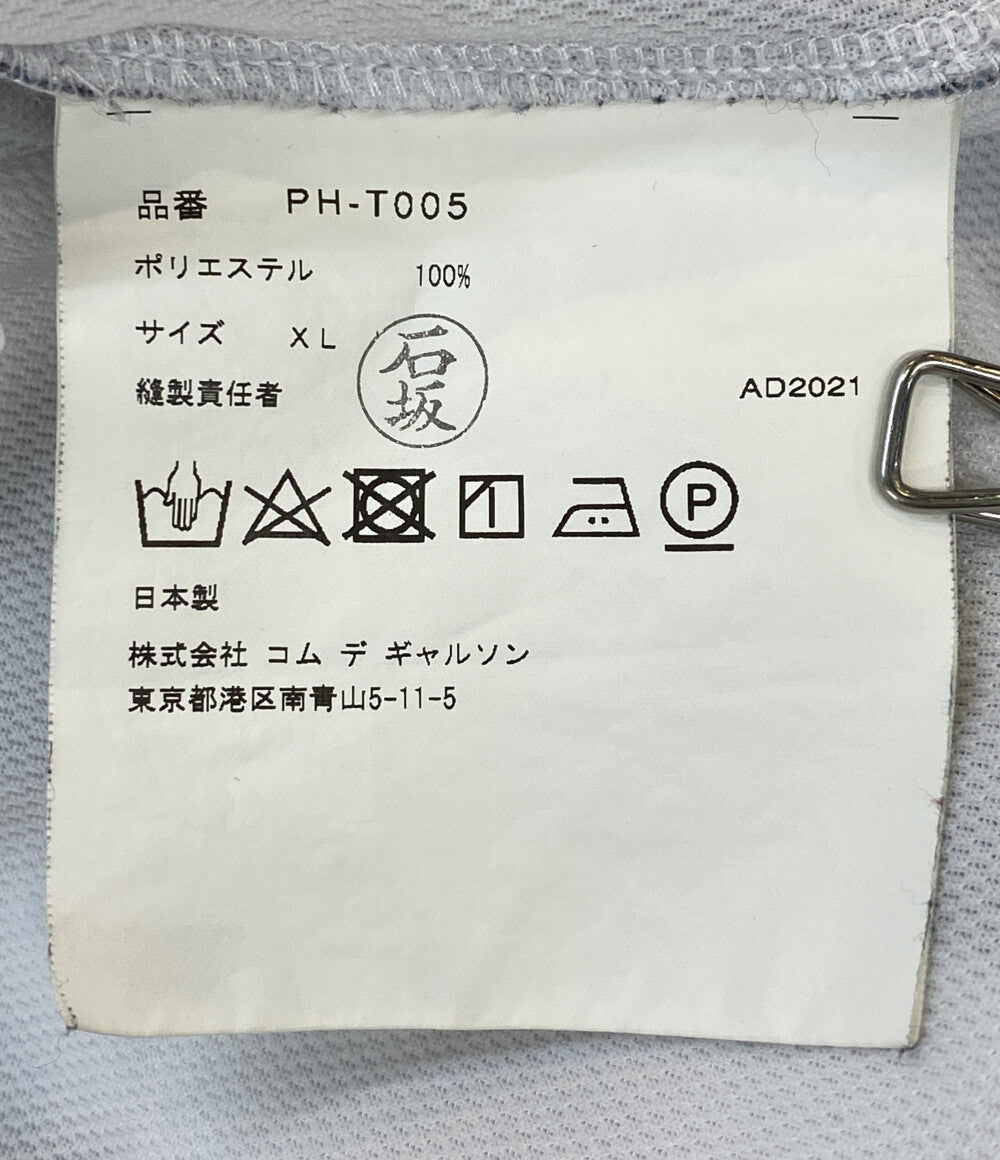 品番 PH-T005
ポリエステル 100%
サイズ XL
縫製責任者 石坂
AD2021
P
日本製
株式会社 コム デ ギャルソン
東京都港区南青山5-11-5